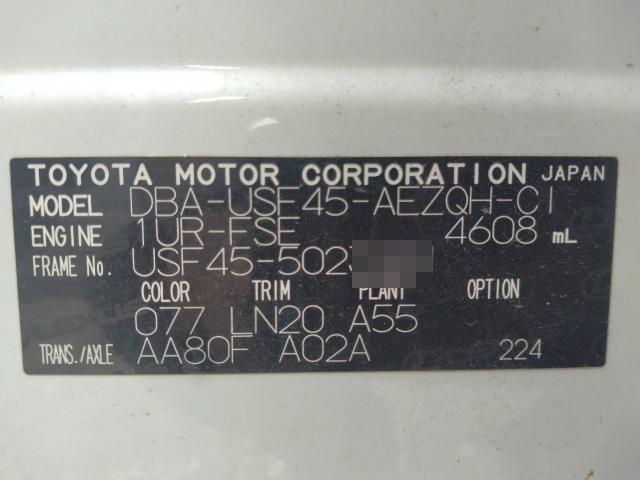 TOYOTA MOTOR CORPORATION JAPAN
MODEL DBA-USF45-AEZQH-CI
ENGINE 1UR-FSE 4608 mL
FRAME No. USF45-502
COLOR TRIM PLANT OPTION
077 LN20 A55
TRANS./AXLE AA80F A02A 224